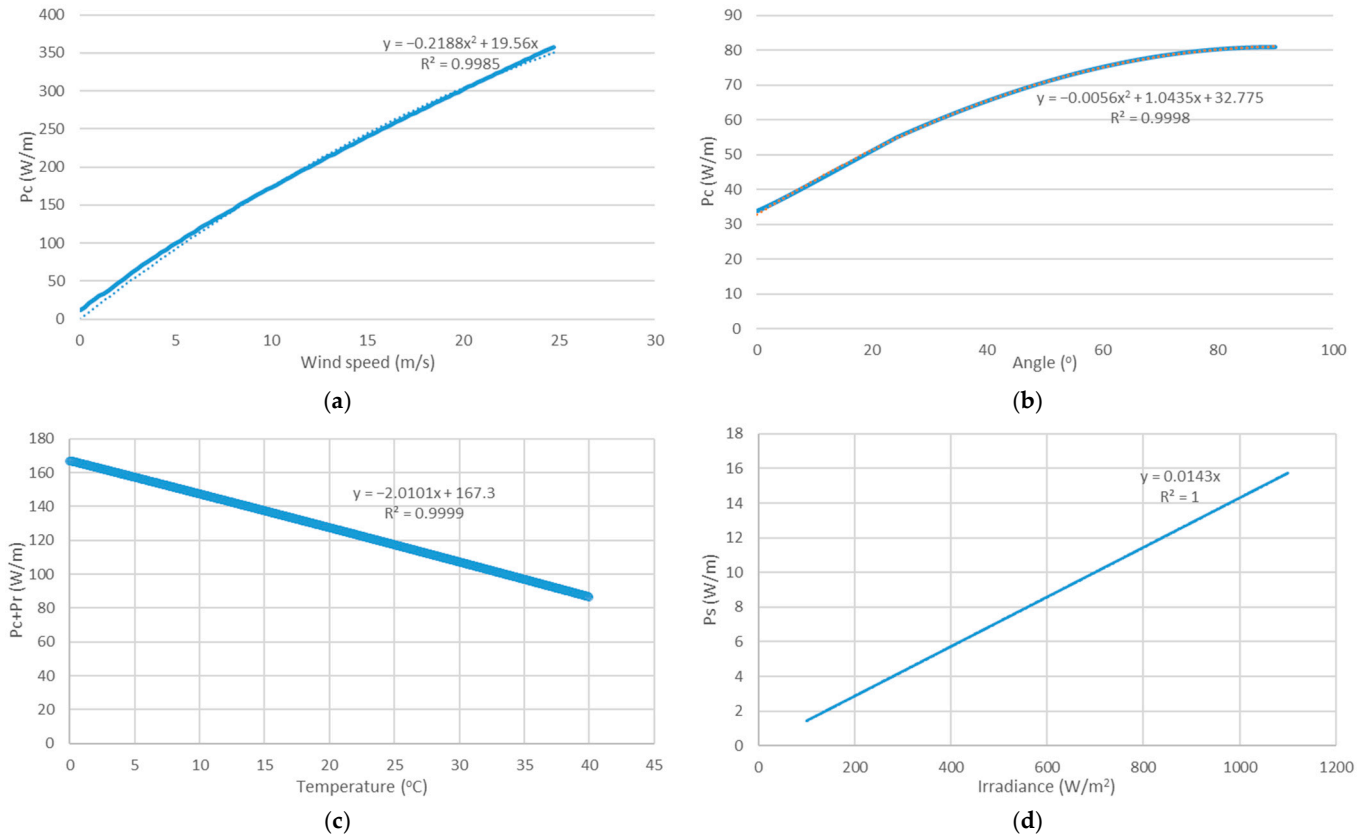 400
350
300
250
200
150
100
50
0
Pc (W/m)
y = −0.2188x² + 19.56x
R² = 0.9985
0 5 10 15 20 25 30
Wind speed (m/s)
(a)
90
80
70
60
50
40
30
20
10
0
Pc (W/m)
y = −0.0056x² + 1.0435x + 32.775
R² = 0.9998
0 20 40 60 80 100
Angle (°)
(b)
180
160
140
120
100
80
60
40
20
0
Pc+Pr (W/m)
y = −2.0101x + 167.3
R² = 0.9999
0 5 10 15 20 25 30 35 40 45
Temperature (°C)
(c)
18
16
14
12
10
8
6
4
2
0
Ps (W/m)
y = 0.0143x
R² = 1
0 200 400 600 800 1000 1200
Irradiance (W/m²)
(d)